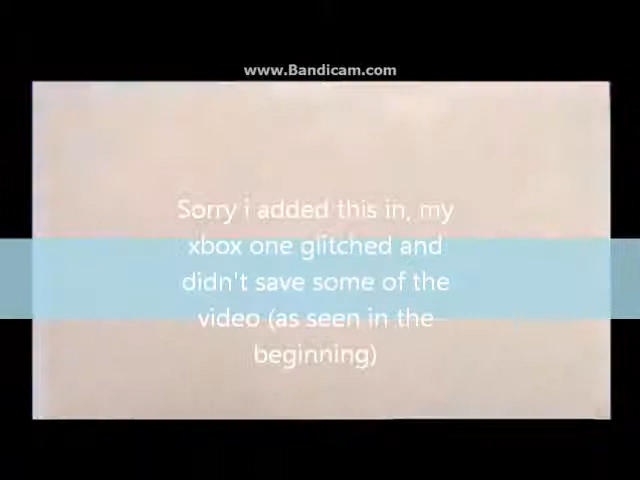 www.Bandicam.com
Sorry i added this in, my
xbox one glitched and
didn't save some of the
video (as seen in the
beginning)